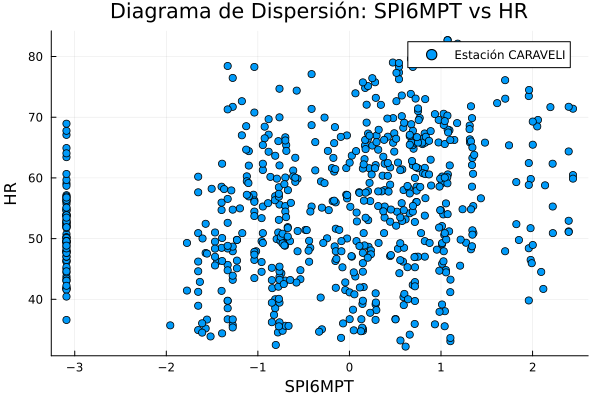 Diagrama de Dispersión: SPI6MPT vs HR
Estación CARAVELI
80
70
60
50
40
HR
−3
−2
−1
0
1
2
SPI6MPT